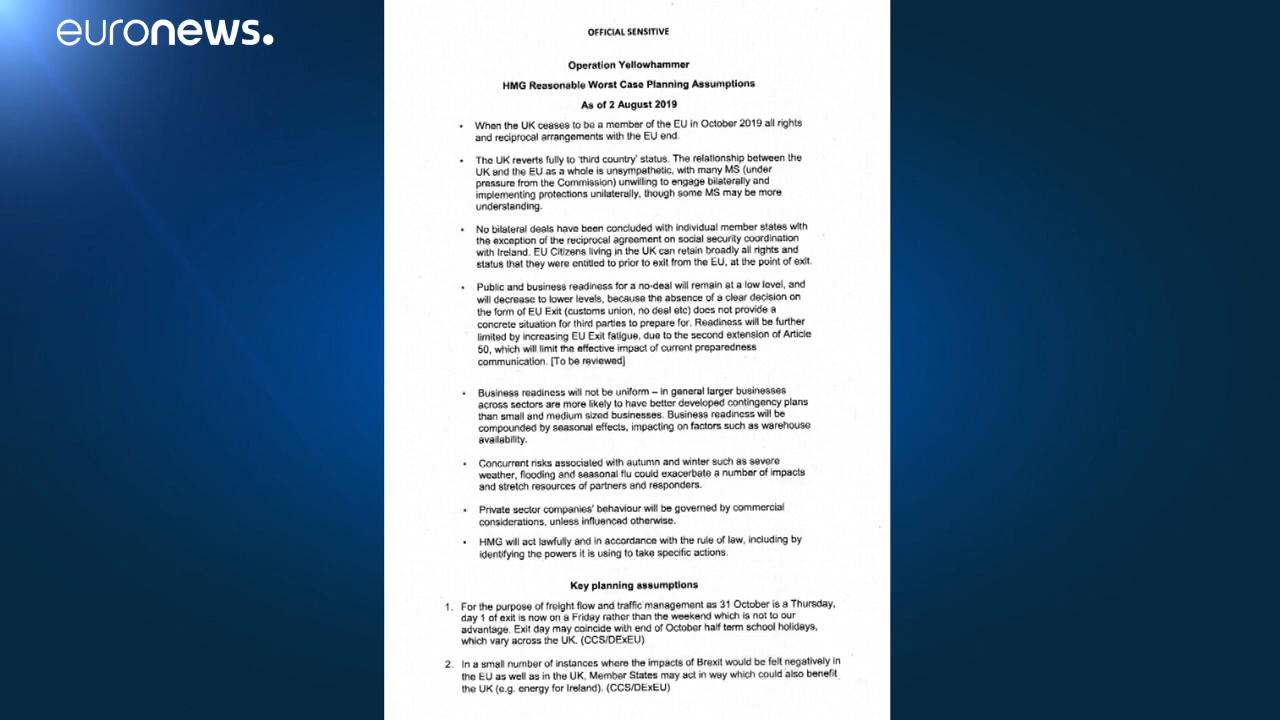 euronews.
OFFICIAL SENSITIVE
Operation Yellowhammer
HMG Reasonable Worst Case Planning Assumptions
As of 2 August 2019
• When the UK ceases to be a member of the EU in October 2019 all rights
and reciprocal arrangements with the EU end.
• The UK reverts fully to 'third country' status. The relationship between the
UK and the EU as a whole is unsympathetic, with many MS (under
pressure from the Commission) unwilling to engage bilaterally and
implementing protections unilaterally, though some MS may be more
understanding.
• No bilateral deals have been concluded with individual member states with
the exception of the reciprocal agreement on social security coordination
with Ireland. EU Citizens living in the UK can retain broadly all rights and
status that they were entitled to prior to exit from the EU, at the point of exit.
• Public and business readiness for a no-deal will remain at a low level, and
will decrease to lower levels, because the absence of a clear decision on
the form of EU Exit (customs union, no deal etc) does not provide a
concrete situation for third parties to prepare for. Readiness will be further
limited by increasing EU Exit fatigue, due to the second extension of Article
50, which will limit the effective impact of current preparedness
communication. [To be reviewed]
• Business readiness will not be uniform – in general larger businesses
across sectors are more likely to have better developed contingency plans
than small and medium sized businesses. Business readiness will be
compounded by seasonal effects, impacting on factors such as warehouse
availability.
• Concurrent risks associated with autumn and winter such as severe
weather, flooding and seasonal flu could exacerbate a number of impacts
and stretch resources of partners and responders.
• Private sector companies' behaviour will be governed by commercial
considerations, unless influenced otherwise.
• HMG will act lawfully and in accordance with the rule of law, including by
identifying the powers it is using to take specific actions.
Key planning assumptions
1. For the purpose of freight flow and traffic management as 31 October is a Thursday,
day 1 of exit is now on a Friday rather than the weekend which is not to our
advantage. Exit day may coincide with end of October half term school holidays,
which vary across the UK. (CCS/DExEU)
2. In a small number of instances where the impacts of Brexit would be felt negatively in
the EU as well as in the UK, Member States may act in way which could also benefit
the UK (e.g. energy for Ireland). (CCS/DExEU)